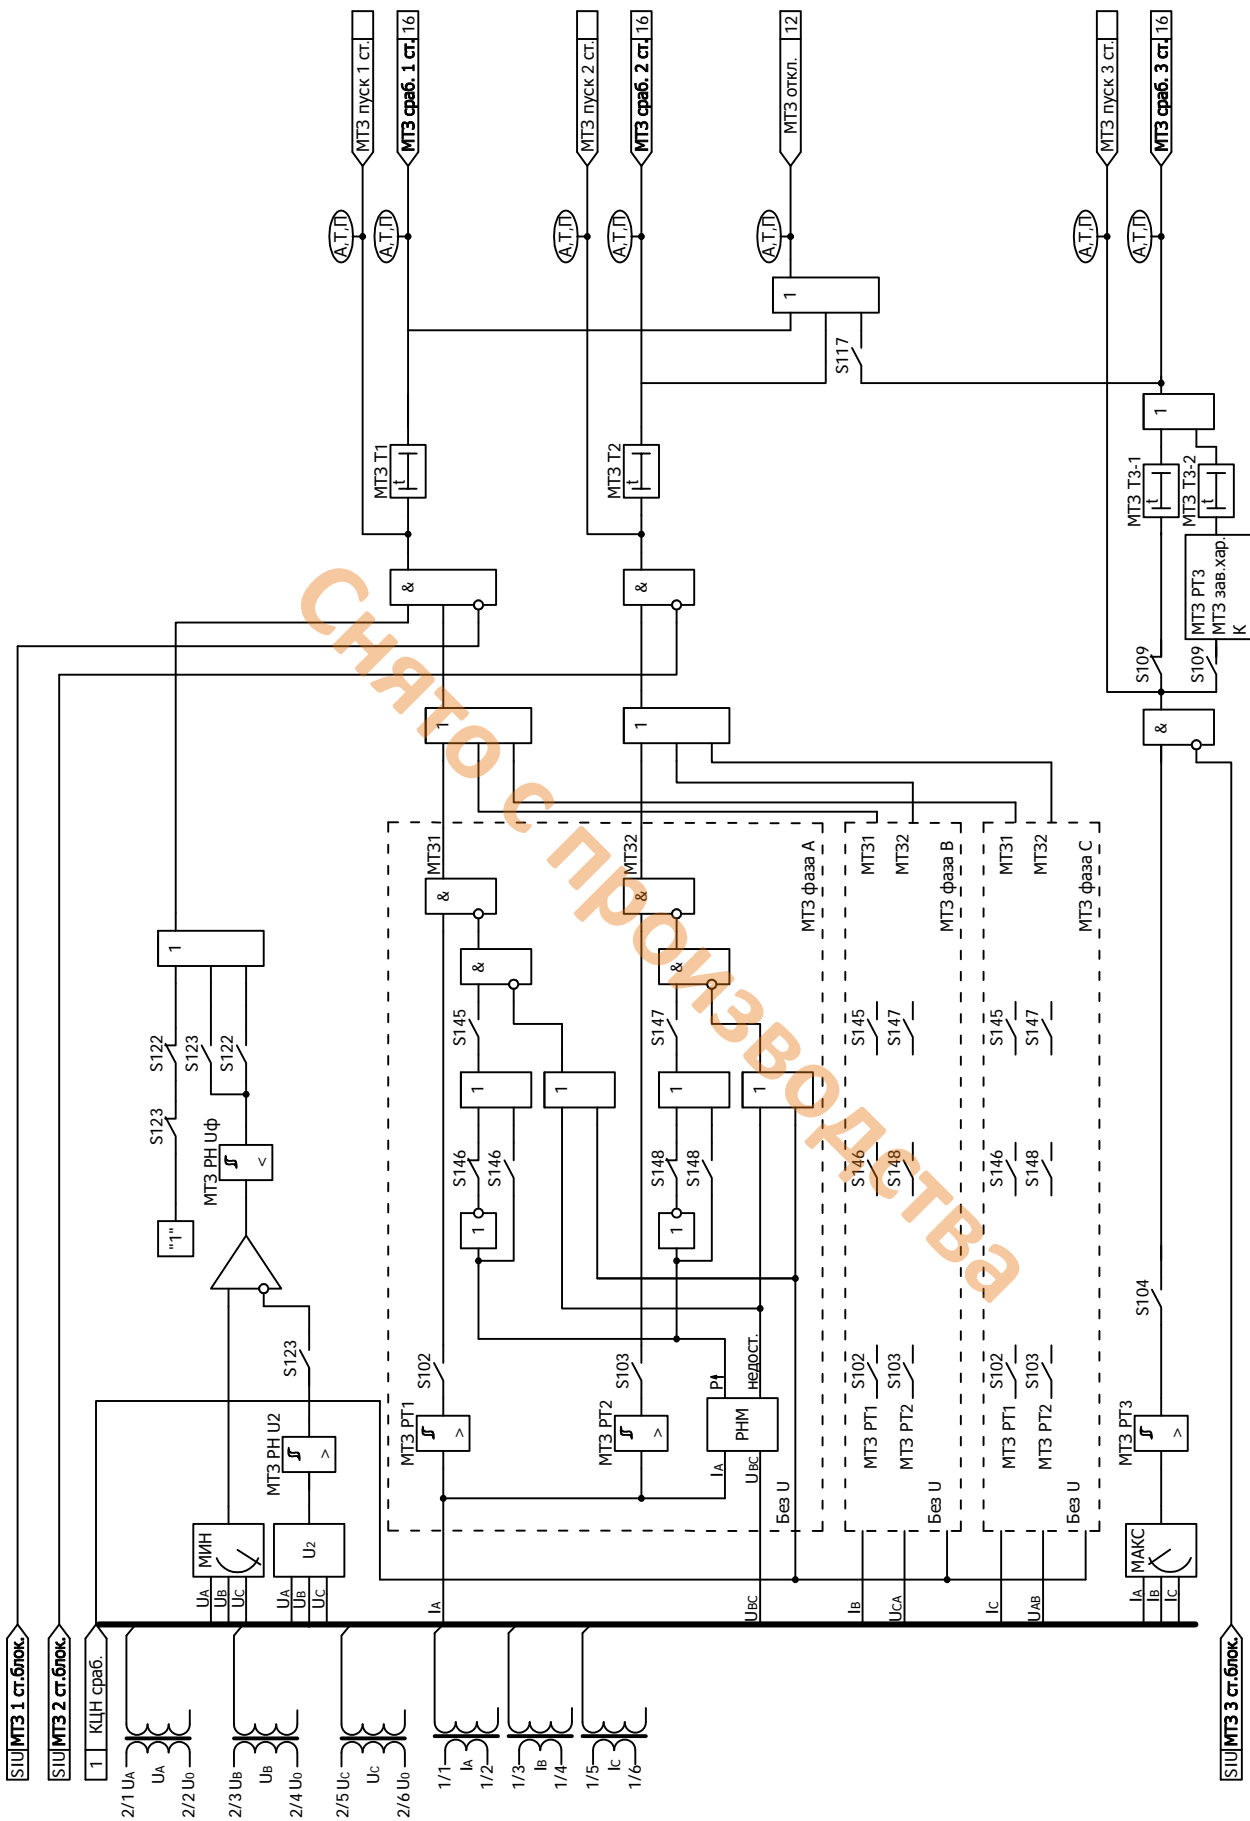 МТЗ пуск 1 ст.
МТЗ сраб. 1 ст. 16
МТЗ пуск 2 ст.
МТЗ сраб. 2 ст. 16
МТЗ откл. 12
МТЗ пуск 3 ст.
МТЗ сраб. 3 ст. 16
А,Т,П
А,Т,П
А,Т,П
А,Т,П
А,Т,П
А,Т,П
А,Т,П
1
S117
МТЗ Т1
t
МТЗ Т2
t
1
МТЗ Т3-1
t
МТЗ Т3-2
t
МТЗ РТ3
МТЗ зав.хар.
К
&
&
S109
S109
&
1
1
МТЗ1
МТЗ2
МТЗ фаза А
МТЗ1
МТЗ2
МТЗ фаза В
МТЗ1
МТЗ2
МТЗ фаза С
&
&
&
&
1
S122
S123
S122
S123
"1"
МТЗ РН Uф
<
S145
S147
S145
S147
S145
S147
1
1
1
1
S146
S146
S148
S148
S146
S148
S146
S148
1
1
S123
МТЗ РН U2
>
S102
МТЗ РТ1
>
S103
МТЗ РТ2
>
Р
недост.
РНМ
IA
UBC
Без U
S102
S103
МТЗ РТ1
МТЗ РТ2
Без U
S102
S103
МТЗ РТ1
МТЗ РТ2
Без U
S104
МТЗ РТ3
>
МИН
U2
МАКС
UA
UB
UC
UA
UB
UC
IA
UBC
IB
UCA
IC
UAB
IA
IB
IC
SIU МТЗ 1 ст.блок.
SIU МТЗ 2 ст.блок.
1 КЦН сраб.
SIU МТЗ 3 ст.блок.
2/1 UA
UA
2/2 U0
2/3 UB
UB
2/4 U0
2/5 UC
UC
2/6 U0
1/1
IA
1/2
1/3
IB
1/4
1/5
IC
1/6
Снято с производства